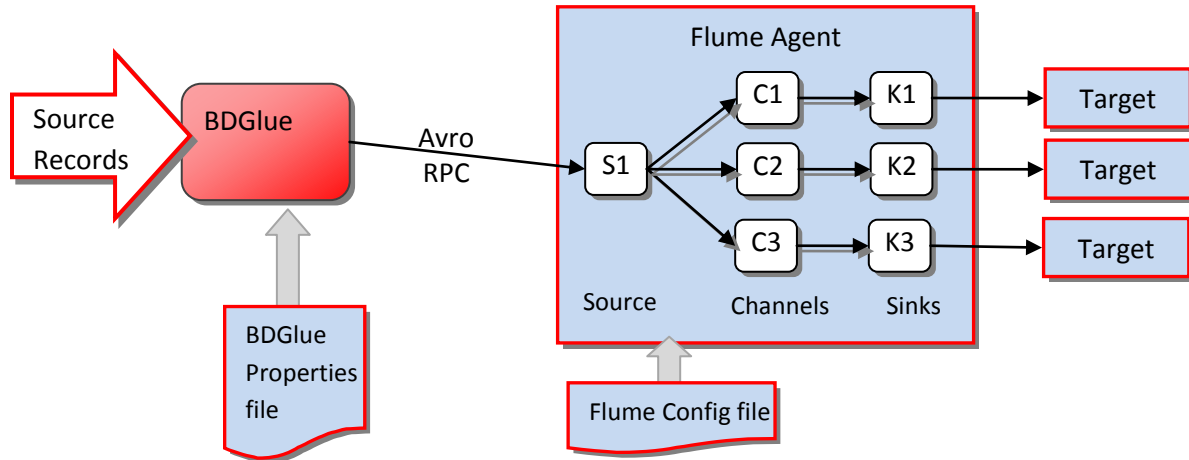 Flume Agent
Source
Records
BDGlue
Avro
RPC
S1
C1
K1
Target
C2
K2
Target
C3
K3
Target
Source
Channels
Sinks
BDGlue
Properties
file
Flume Config file